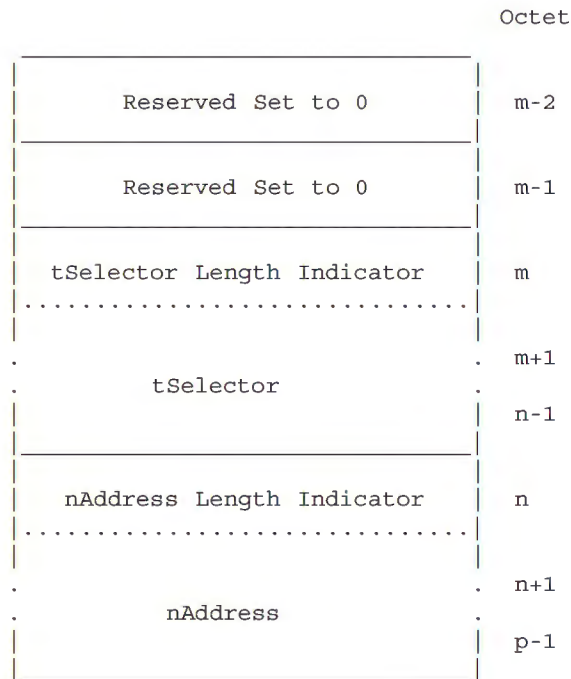 Octet
Reserved Set to 0 m-2
Reserved Set to 0 m-1
tSelector Length Indicator m
m+1
tSelector
n-1
nAddress Length Indicator n
n+1
nAddress
p-1